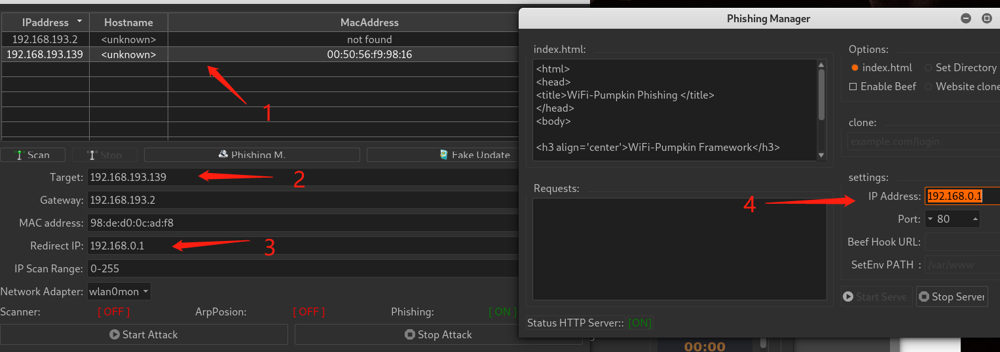 IPaddress Hostname MacAddress
192.168.193.2 <unknown> not found
192.168.193.139 <unknown> 00:50:56:f9:98:16
1
Scan Stop Phishing M. Fake Update
Target: 192.168.193.139
2
Gateway: 192.168.193.2
MAC address: 98:de:d0:0c:ad:f8
Redirect IP: 192.168.0.1
3
IP Scan Range: 0-255
Network Adapter: wlan0mon
Scanner: [ OFF ] ArpPosion: [ OFF ] Phishing: [ ON ]
Start Attack Stop Attack
Phishing Manager
index.html:
<html>
<head>
<title>WiFi-Pumpkin Phishing </title>
</head>
<body>
<h3 align='center'>WiFi-Pumpkin Framework</h3>
Requests:
Status HTTP Server:: [ON]
Options:
index.html Set Directory
Enable Beef Website clone
clone:
example.com/login
settings:
4
IP Address: 192.168.0.1
Port: 80
Beef Hook URL:
SetEnv PATH : /var/www
Start Serve Stop Server
00:00